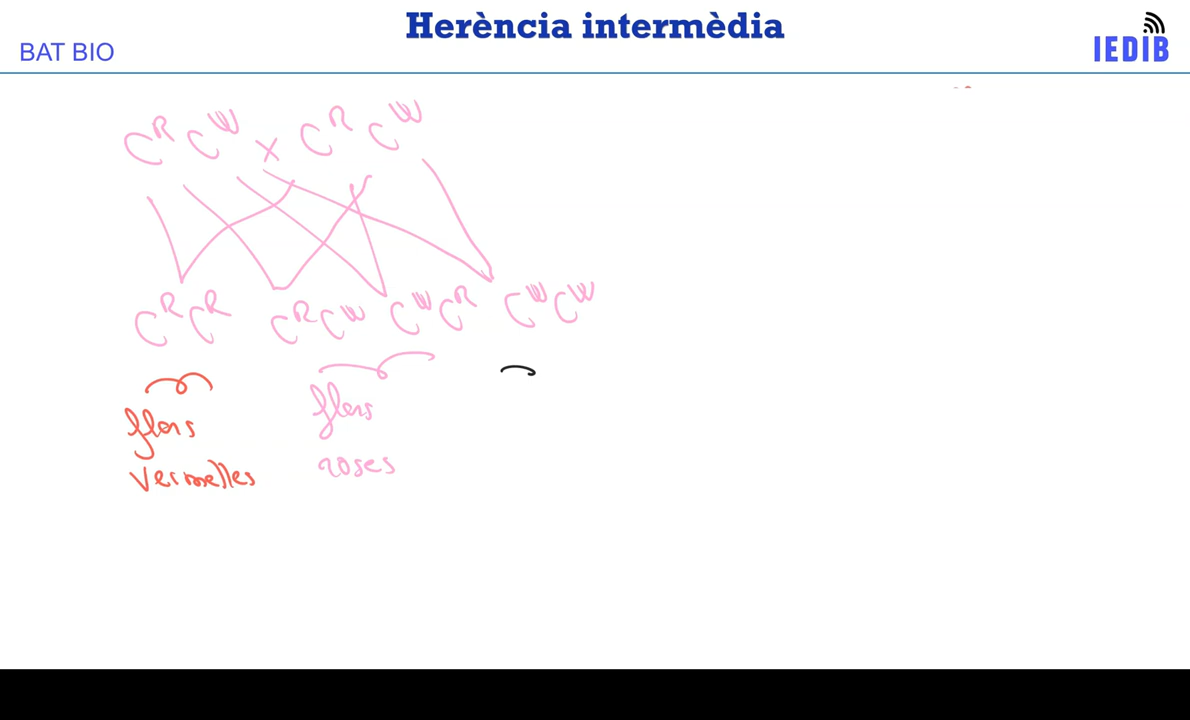 Herència intermèdia
BAT BIO
IEDIB
C^R C^W x C^R C^W
C^R C^R C^R C^W C^W C^R C^W C^W
flors
vermelles
flors
roses